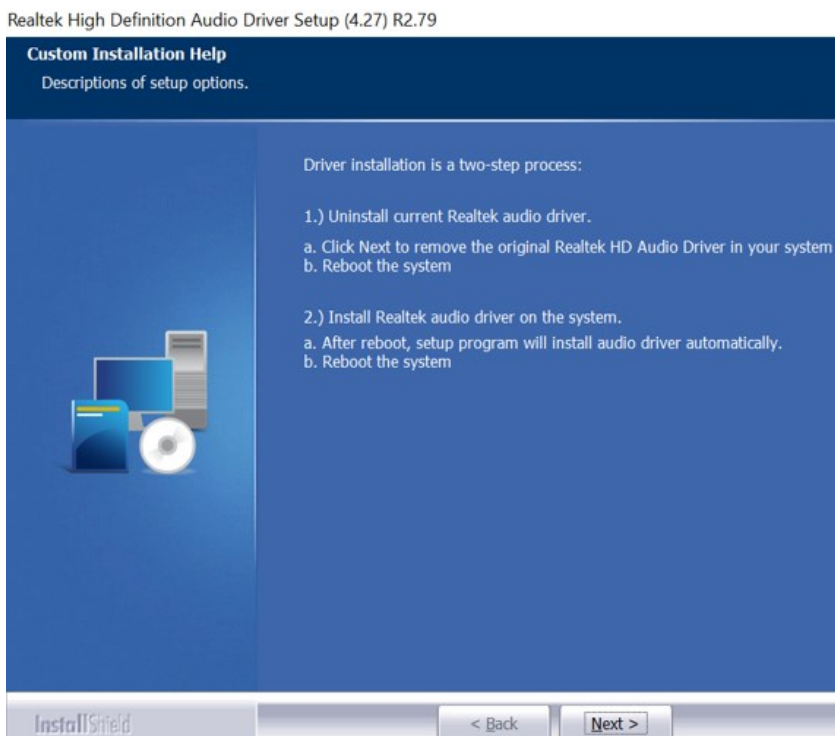 Realtek High Definition Audio Driver Setup (4.27) R2.79
Custom Installation Help
Descriptions of setup options.
Driver installation is a two-step process:
1.) Uninstall current Realtek audio driver.
a. Click Next to remove the original Realtek HD Audio Driver in your system
b. Reboot the system
2.) Install Realtek audio driver on the system.
a. After reboot, setup program will install audio driver automatically.
b. Reboot the system
InstallShield
< Back
Next >